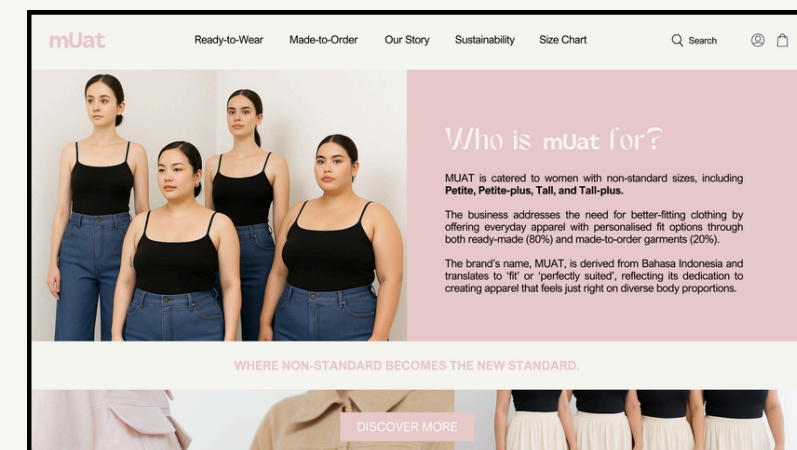 mUat
Ready-to-Wear Made-to-Order Our Story Sustainability Size Chart Search
Who is mUat for?
MUAT is catered to women with non-standard sizes, including
Petite, Petite-plus, Tall, and Tall-plus.
The business addresses the need for better-fitting clothing by
offering everyday apparel with personalised fit options through
both ready-made (80%) and made-to-order garments (20%).
The brand's name, MUAT, is derived from Bahasa Indonesia and
translates to 'fit' or 'perfectly suited', reflecting its dedication to
creating apparel that feels just right on diverse body proportions.
WHERE NON-STANDARD BECOMES THE NEW STANDARD.
DISCOVER MORE